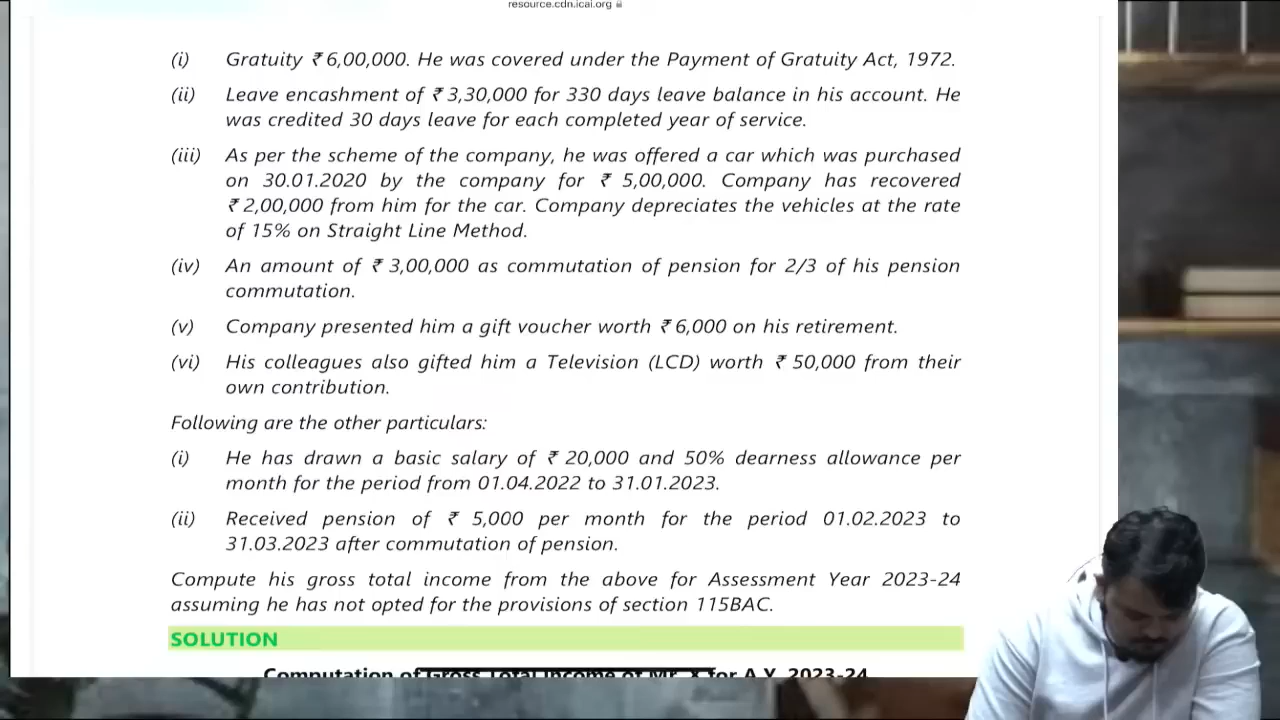 resource.cdn.icai.org
(i) Gratuity ₹ 6,00,000. He was covered under the Payment of Gratuity Act, 1972.
(ii) Leave encashment of ₹ 3,30,000 for 330 days leave balance in his account. He
was credited 30 days leave for each completed year of service.
(iii) As per the scheme of the company, he was offered a car which was purchased
on 30.01.2020 by the company for ₹ 5,00,000. Company has recovered
₹ 2,00,000 from him for the car. Company depreciates the vehicles at the rate
of 15% on Straight Line Method.
(iv) An amount of ₹ 3,00,000 as commutation of pension for 2/3 of his pension
commutation.
(v) Company presented him a gift voucher worth ₹ 6,000 on his retirement.
(vi) His colleagues also gifted him a Television (LCD) worth ₹ 50,000 from their
own contribution.
Following are the other particulars:
(i) He has drawn a basic salary of ₹ 20,000 and 50% dearness allowance per
month for the period from 01.04.2022 to 31.01.2023.
(ii) Received pension of ₹ 5,000 per month for the period 01.02.2023 to
31.03.2023 after commutation of pension.
Compute his gross total income from the above for Assessment Year 2023-24
assuming he has not opted for the provisions of section 115BAC.
SOLUTION
Computation of Gross Total Income of Mr. X for A.Y. 2023-24